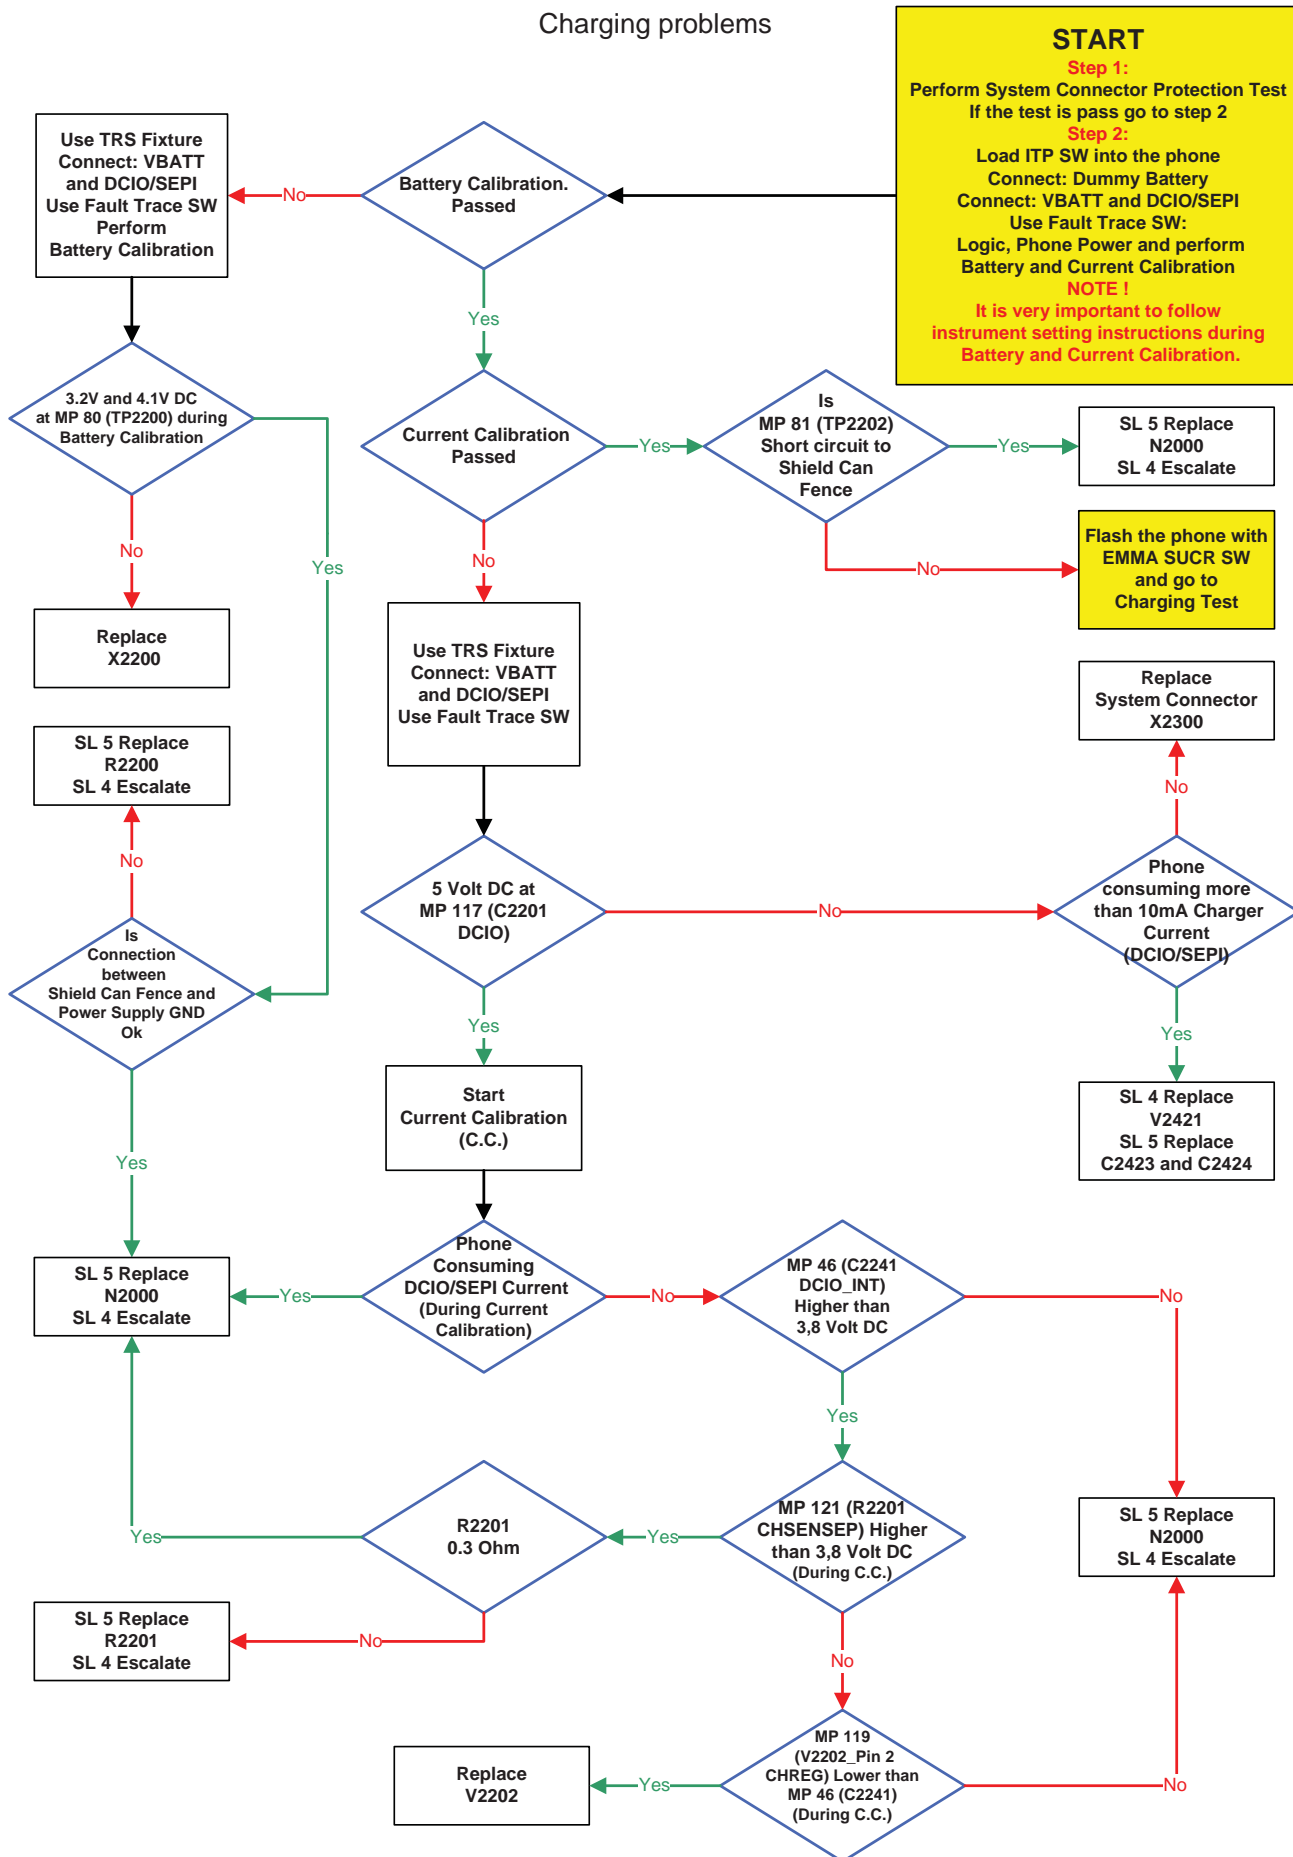 Charging problems
START
Step 1:
Perform System Connector Protection Test
If the test is pass go to step 2
Step 2:
Load ITP SW into the phone
Connect: Dummy Battery
Connect: VBATT and DCIO/SEPI
Use Fault Trace SW:
Logic, Phone Power and perform
Battery and Current Calibration
NOTE !
It is very important to follow
instrument setting instructions during
Battery and Current Calibration.
Use TRS Fixture
Connect: VBATT
and DCIO/SEPI
Use Fault Trace SW
Perform
Battery Calibration
No
Battery Calibration.
Passed
Yes
3.2V and 4.1V DC
at MP 80 (TP2200) during
Battery Calibration
Current Calibration
Passed
Yes
Is
MP 81 (TP2202)
Short circuit to
Shield Can
Fence
Yes
SL 5 Replace
N2000
SL 4 Escalate
No
Yes
No
No
Flash the phone with
EMMA SUCR SW
and go to
Charging Test
Replace
X2200
Use TRS Fixture
Connect: VBATT
and DCIO/SEPI
Use Fault Trace SW
Replace
System Connector
X2300
SL 5 Replace
R2200
SL 4 Escalate
No
No
5 Volt DC at
MP 117 (C2201
DCIO)
No
Phone
consuming more
than 10mA Charger
Current
(DCIO/SEPI)
Is
Connection
between
Shield Can Fence and
Power Supply GND
Ok
Yes
Yes
Start
Current Calibration
(C.C.)
SL 4 Replace
V2421
SL 5 Replace
C2423 and C2424
Yes
SL 5 Replace
N2000
SL 4 Escalate
Yes
Phone
Consuming
DCIO/SEPI Current
(During Current
Calibration)
No
MP 46 (C2241
DCIO_INT)
Higher than
3,8 Volt DC
No
Yes
Yes
R2201
0.3 Ohm
Yes
MP 121 (R2201
CHSENSEP) Higher
than 3,8 Volt DC
(During C.C.)
SL 5 Replace
N2000
SL 4 Escalate
SL 5 Replace
R2201
SL 4 Escalate
No
No
Replace
V2202
Yes
MP 119
(V2202_Pin 2
CHREG) Lower than
MP 46 (C2241)
(During C.C.)
No